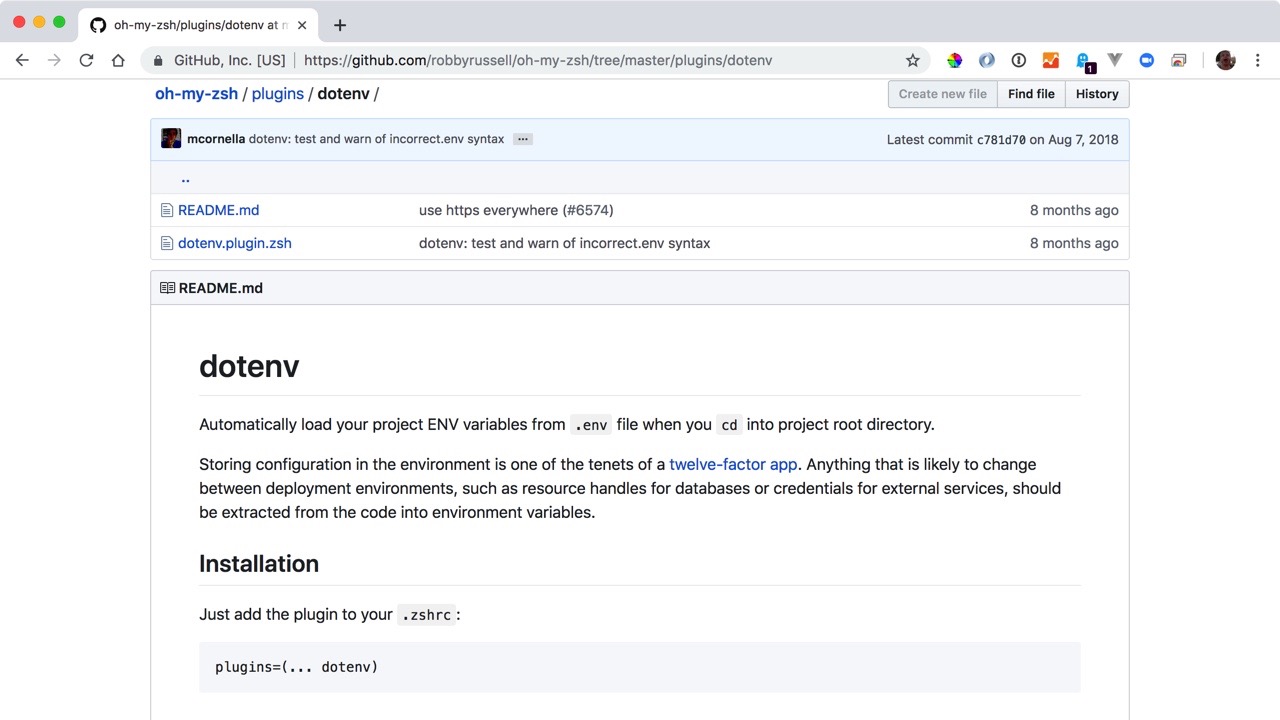 oh-my-zsh/plugins/dotenv at m
GitHub, Inc. [US] https://github.com/robbyrussell/oh-my-zsh/tree/master/plugins/dotenv
1
oh-my-zsh / plugins / dotenv /
Create new file Find file History
mcornella dotenv: test and warn of incorrect.env syntax ...
Latest commit c781d70 on Aug 7, 2018
..
README.md use https everywhere (#6574) 8 months ago
dotenv.plugin.zsh dotenv: test and warn of incorrect.env syntax 8 months ago
README.md
dotenv
Automatically load your project ENV variables from .env file when you cd into project root directory.
Storing configuration in the environment is one of the tenets of a twelve-factor app. Anything that is likely to change
between deployment environments, such as resource handles for databases or credentials for external services, should
be extracted from the code into environment variables.
Installation
Just add the plugin to your .zshrc :
plugins=(... dotenv)